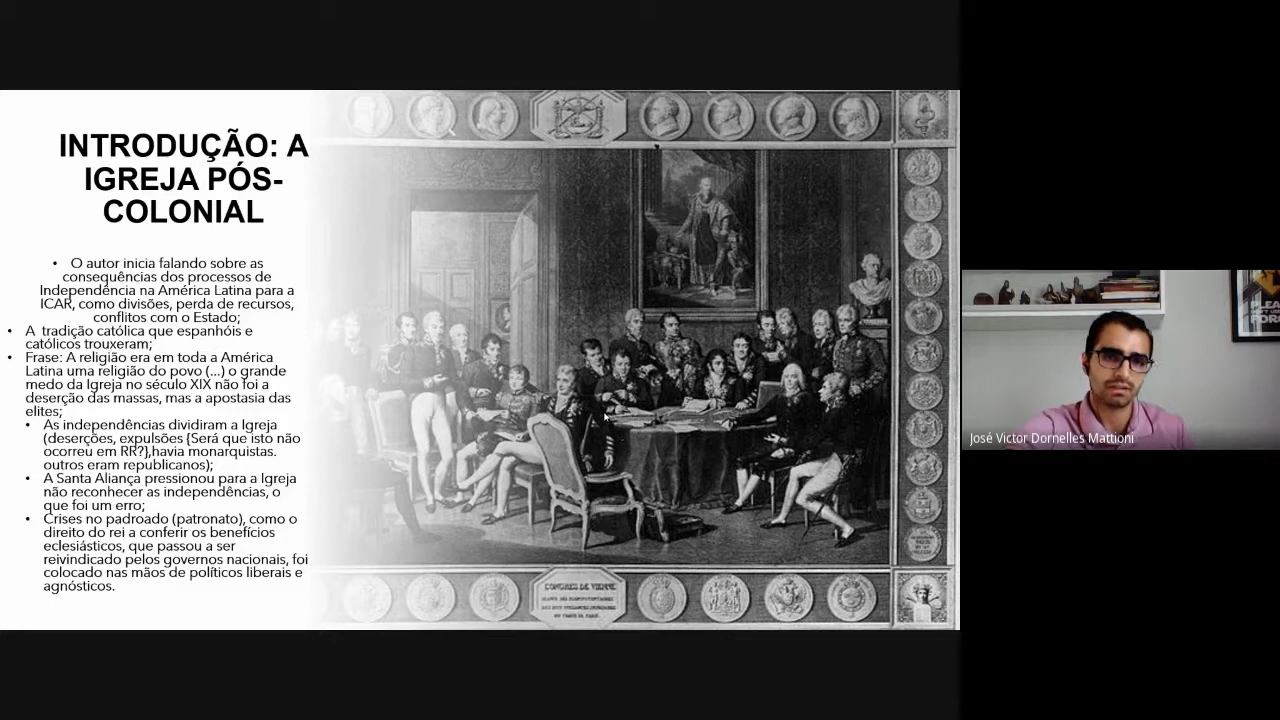 INTRODUÇÃO: A
IGREJA PÓS-
COLONIAL
• O autor inicia falando sobre as
consequências dos processos de
Independência na América Latina para a
ICAR, como divisões, perda de recursos,
conflitos com o Estado;
• A tradição católica que espanhóis e
católicos trouxeram;
• Frase: A religião era em toda a América
Latina uma religião do povo (...) o grande
medo da Igreja no século XIX não foi a
deserção das massas, mas a apostasia das
elites;
• As independências dividiram a Igreja
(deserções, expulsões {Será que isto não
ocorreu em RR?},havia monarquistas.
outros eram republicanos);
• A Santa Aliança pressionou para a Igreja
não reconhecer as independências, o
que foi um erro;
• Crises no padroado (patronato), como o
direito do rei a conferir os benefícios
eclesiásticos, que passou a ser
reivindicado pelos governos nacionais, foi
colocado nas mãos de políticos liberais e
agnósticos.
CONGRÈS DE VIENNE
PLEA
FOR
José Victor Dornelles Mattioni